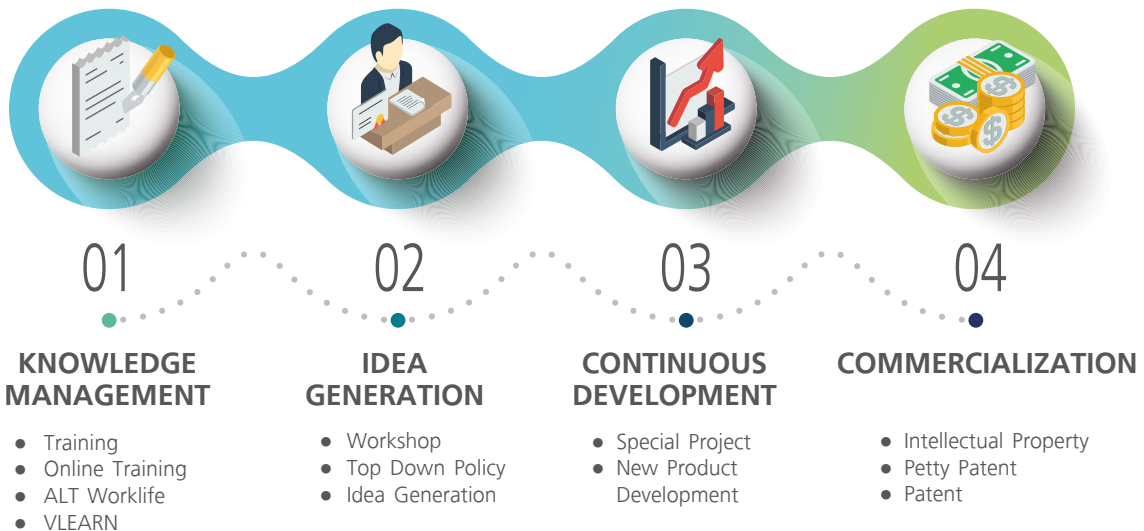 01
KNOWLEDGE
MANAGEMENT
● Training
● Online Training
● ALT Worklife
● VLEARN
02
IDEA
GENERATION
● Workshop
● Top Down Policy
● Idea Generation
03
CONTINUOUS
DEVELOPMENT
● Special Project
● New Product
Development
04
COMMERCIALIZATION
● Intellectual Property
● Petty Patent
● Patent